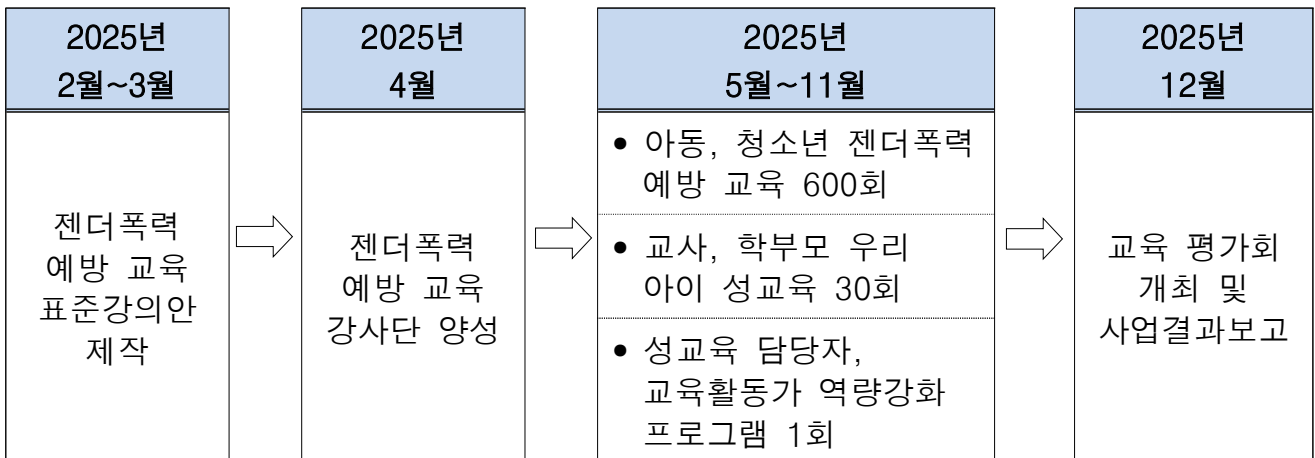 2025년
2월~3월
젠더폭력
예방 교육
표준강의안
제작
2025년
4월
젠더폭력
예방 교육
강사단 양성
2025년
5월~11월
• 아동, 청소년 젠더폭력
예방 교육 600회
• 교사, 학부모 우리
아이 성교육 30회
• 성교육 담당자,
교육활동가 역량강화
프로그램 1회
2025년
12월
교육 평가회
개최 및
사업결과보고